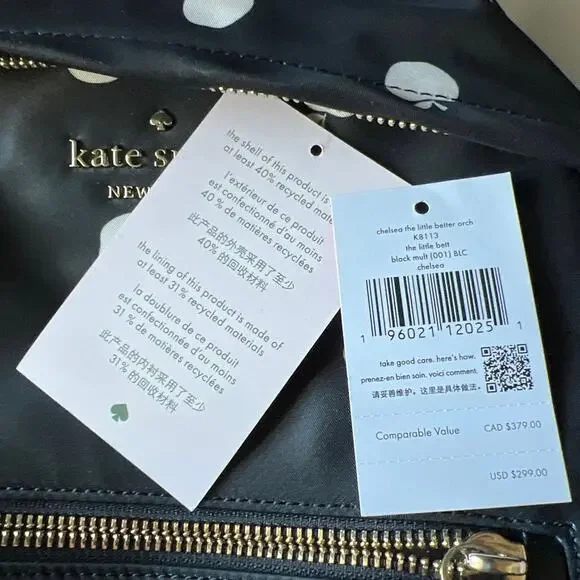 kate
NEW
the shell of this product is
at least 40% recycled
l'extérieur de ce produit
est confectionné d'au moins
40 % de matières recyclées
此产品的外壳采用了至少
40% 的回收材料
the lining of this product is made of
at least 31% recycled materials
la doublure de ce produit
est confectionné d'au moins
31 % de matières recyclées
此产品的内衬采用了至少
31% 的回收材料
chelsea the little better orch
K8113
the little bett
black mult (001) BLC
chelsea
1 96021 12025 1
take good care. here's how.
prenez-en bien soin. voici comment.
请妥善维护。这里是具体做法。
Comparable Value CAD $379.00
USD $299.00